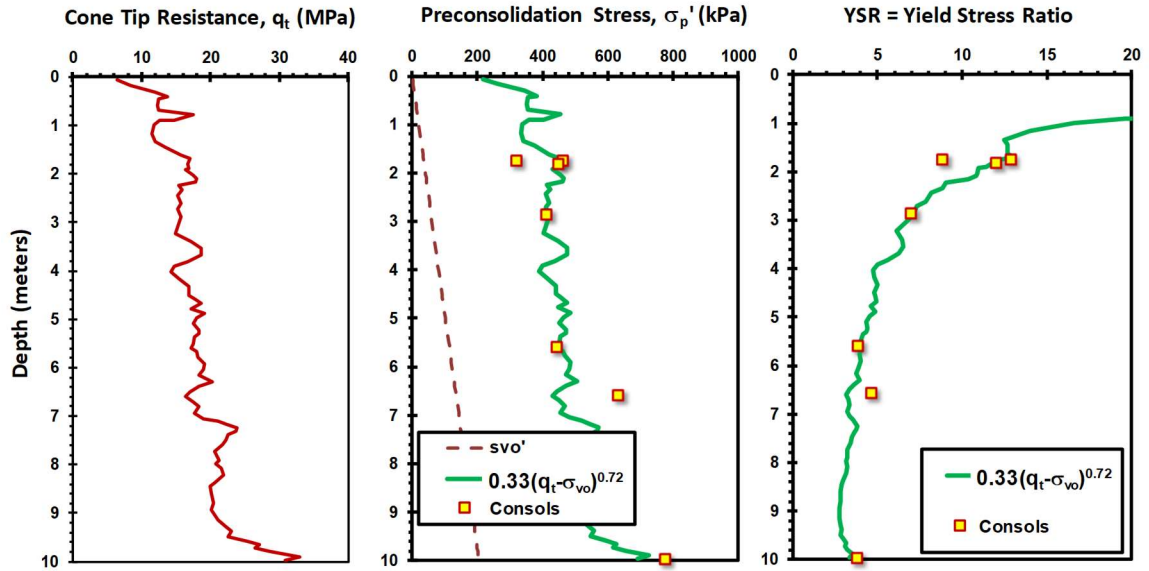 Cone Tip Resistance, qt (MPa)
0 10 20 30 40
Depth (meters)
0
1
2
3
4
5
6
7
8
9
10
Preconsolidation Stress, σp' (kPa)
0 200 400 600 800 1000
0
1
2
3
4
5
6
7
8
9
10
svo'
0.33(qt-σvo)^0.72
Consols
YSR = Yield Stress Ratio
0 5 10 15 20
0
1
2
3
4
5
6
7
8
9
10
0.33(qt-σvo)^0.72
Consols